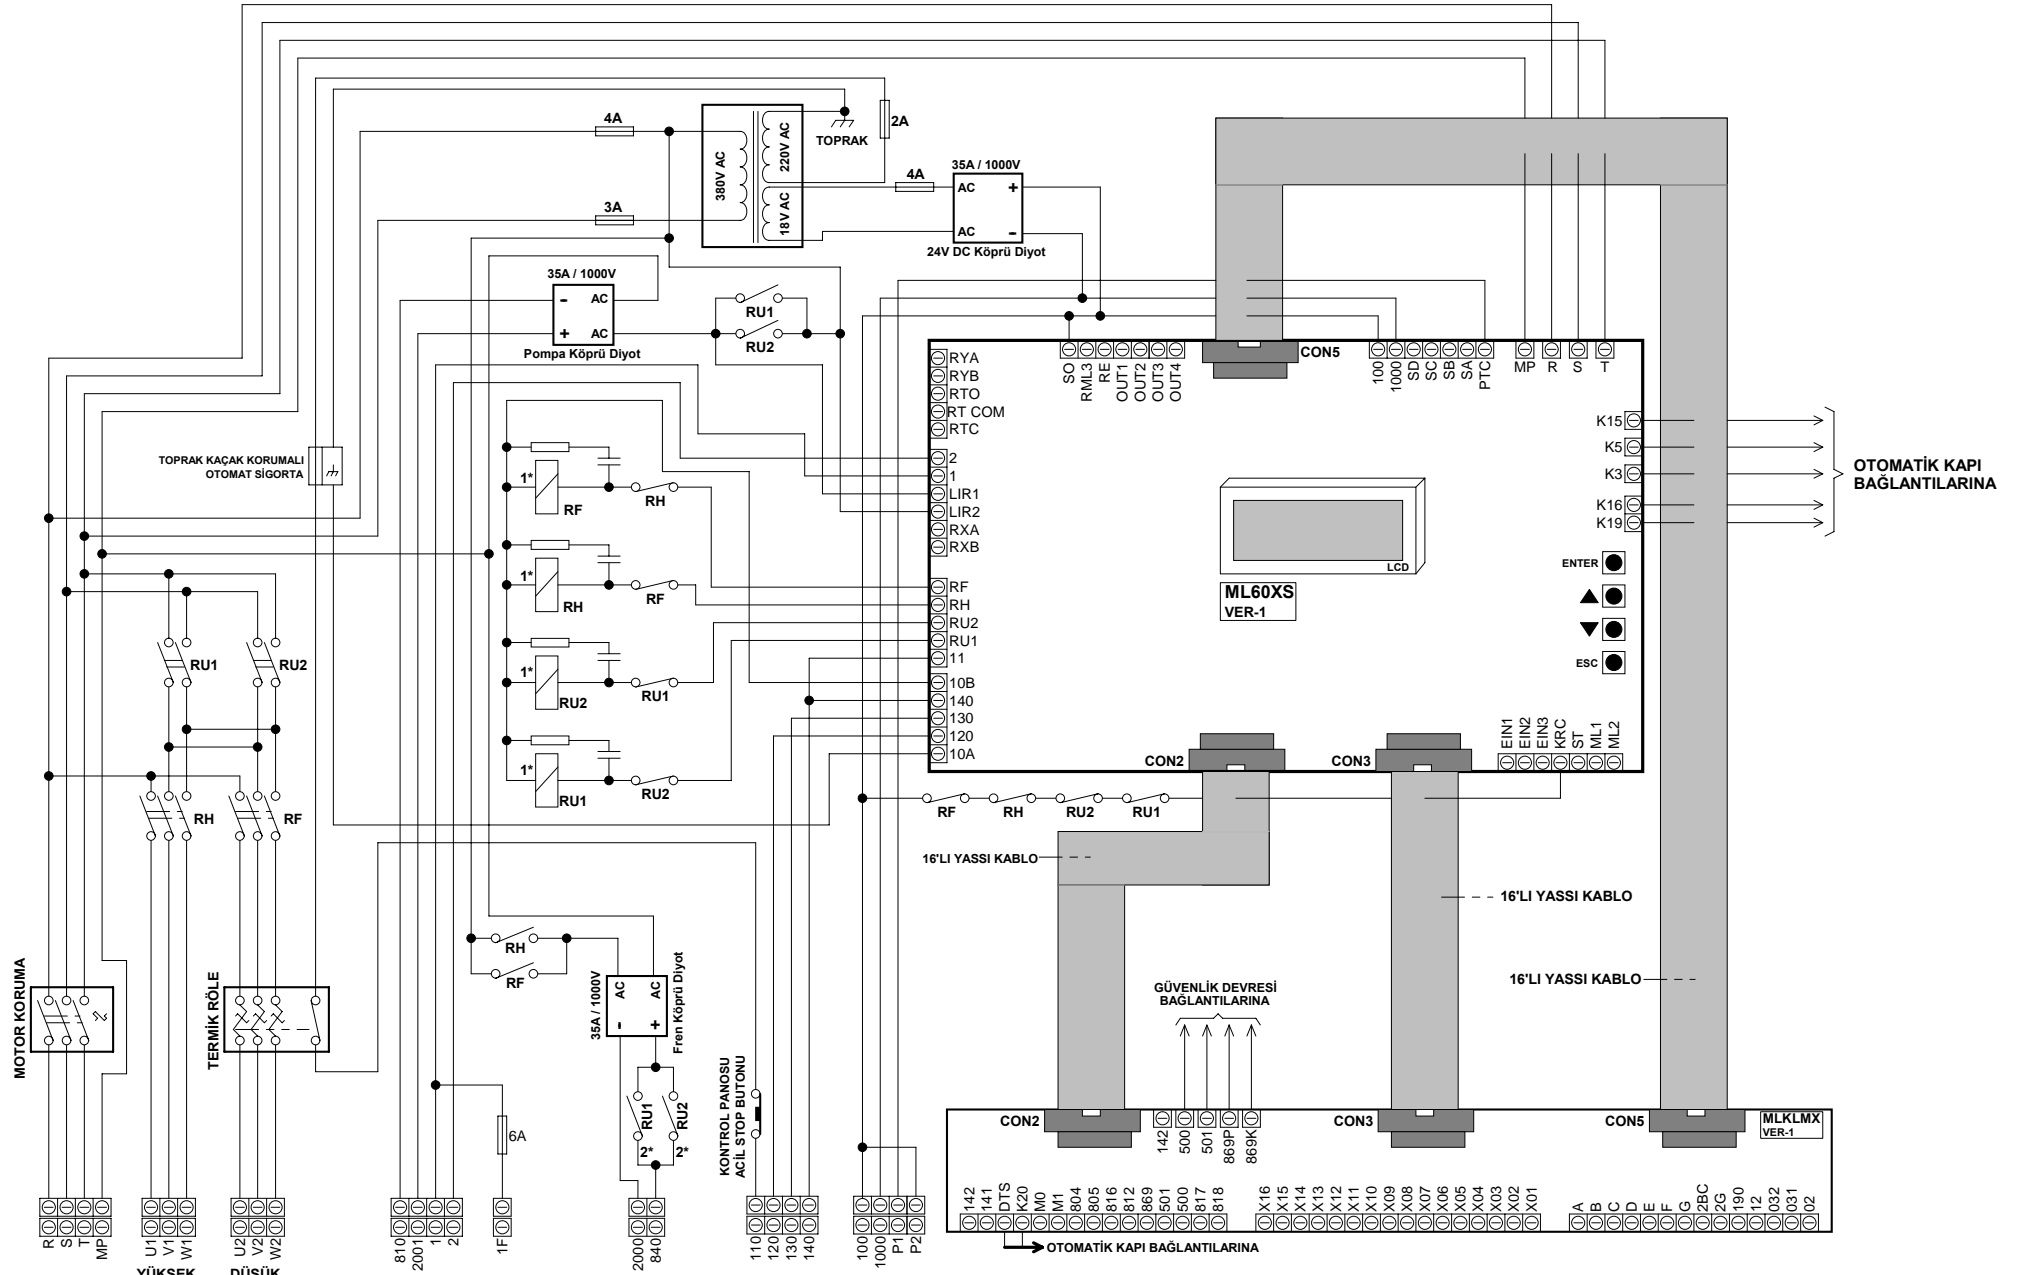 4A
2A
TOPRAK
380V AC
220V AC
18V AC
3A
4A
35A / 1000V
AC
+
AC
-
24V DC Köprü Diyot
35A / 1000V
-
AC
+
AC
Pompa Köprü Diyot
RU1
RU2
TOPRAK KAÇAK KORUMALI
OTOMAT SİGORTA
1*
RF
RH
1*
RH
RF
1*
RU2
RU1
1*
RU1
RU2
RU1
RU2
RH
RF
RYA
RYB
RTO
RT COM
RTC
2
1
LIR1
LIR2
RXA
RXB
RF
RH
RU2
RU1
11
10B
140
130
120
10A
SO
RML3
RE
OUT1
OUT2
OUT3
OUT4
CON5
100
1000
SD
SC
SB
SA
PTC
MP
R
S
T
K15
K5
K3
K16
K19
OTOMATİK KAPI
BAĞLANTILARINA
LCD
ML60XS
VER-1
ENTER
ESC
EIN1
EIN2
EIN3
KRC
ST
ML1
ML2
CON2
CON3
RF
RH
RU2
RU1
16'LI YASSI KABLO
16'LI YASSI KABLO
16'LI YASSI KABLO
MOTOR KORUMA
TERMİK RÖLE
RH
RF
35A / 1000V
AC
AC
-
+
Fren Köprü Diyot
RU1
RU2
2*
2*
6A
KONTROL PANOSU
ACİL STOP BUTONU
GÜVENLİK DEVRESİ
BAĞLANTILARINA
CON2
142
500
501
869P
869K
CON3
CON5
MLKLMX
VER-1
142
141
DTS
K20
M0
M1
804
805
816
812
869
501
500
817
818
X16
X15
X14
X13
X12
X11
X10
X09
X08
X07
X06
X05
X04
X03
X02
X01
A
B
C
D
E
F
G
2BC
2G
190
12
032
031
02
OTOMATİK KAPI BAĞLANTILARINA
R
S
T
MP
U1
V1
W1
U2
V2
W2
810
2001
1
2
1F
2000
840
110
120
130
140
100
1000
P1
P2
YÜKSEK
DÜŞÜK